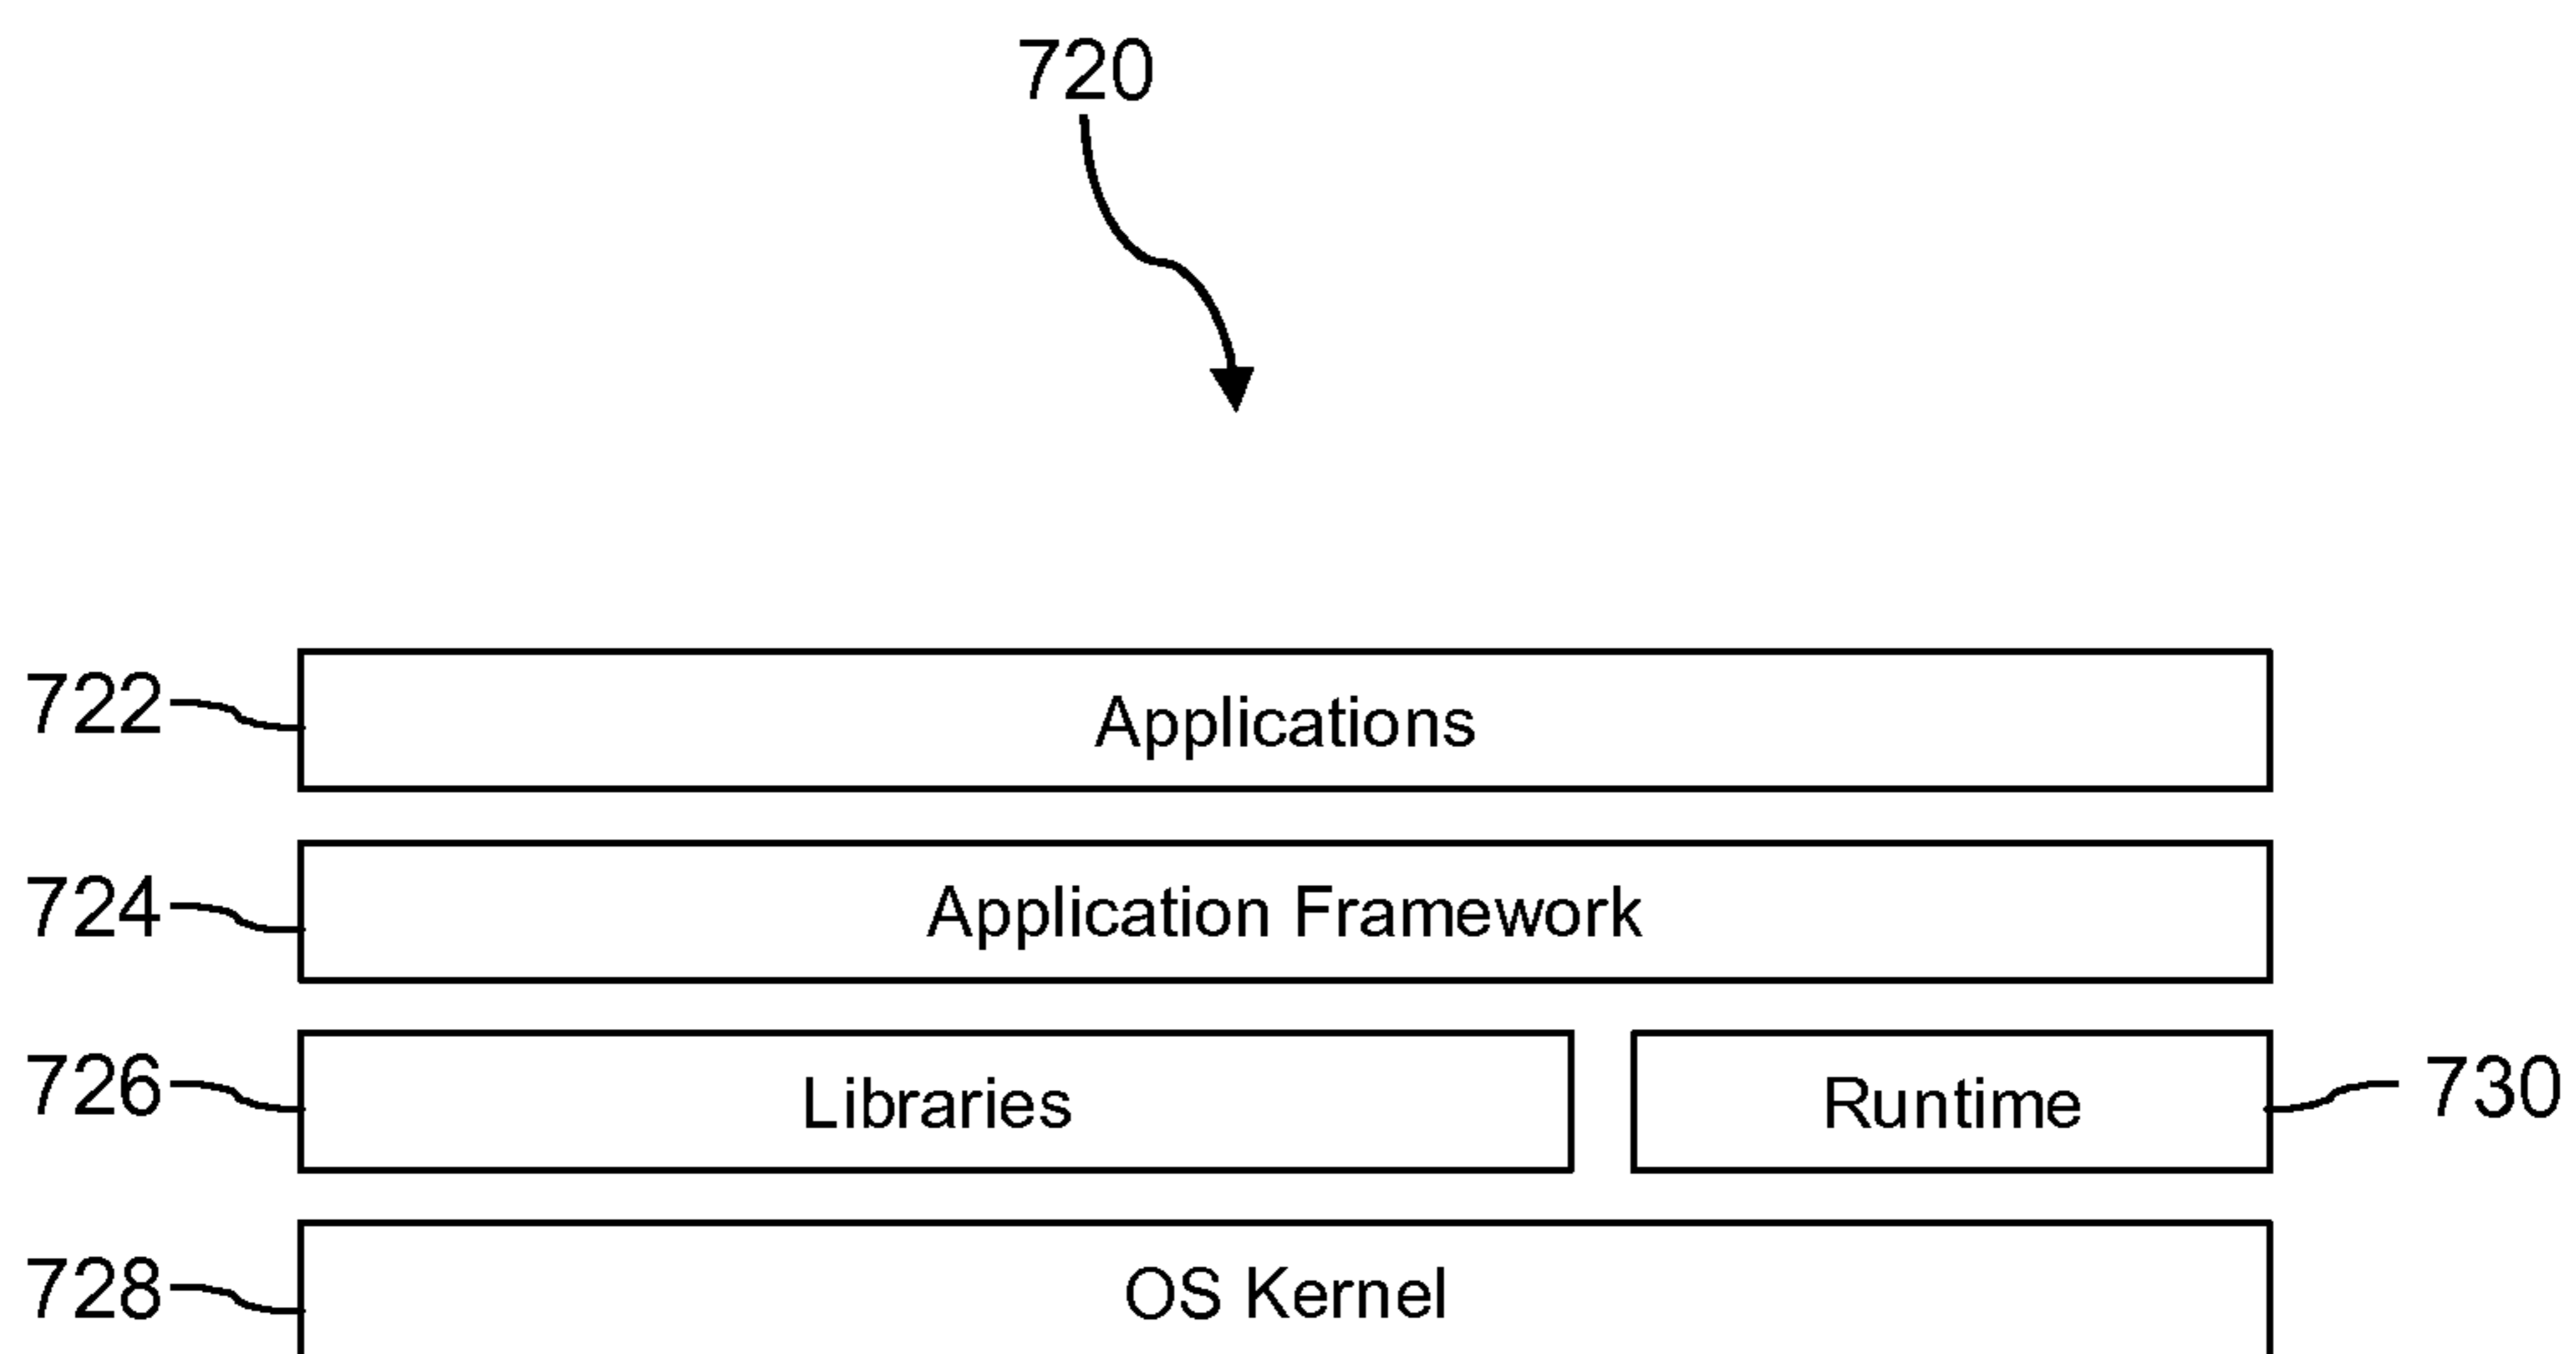 720
722 Applications
724 Application Framework
726 Libraries Runtime 730
728 OS Kernel